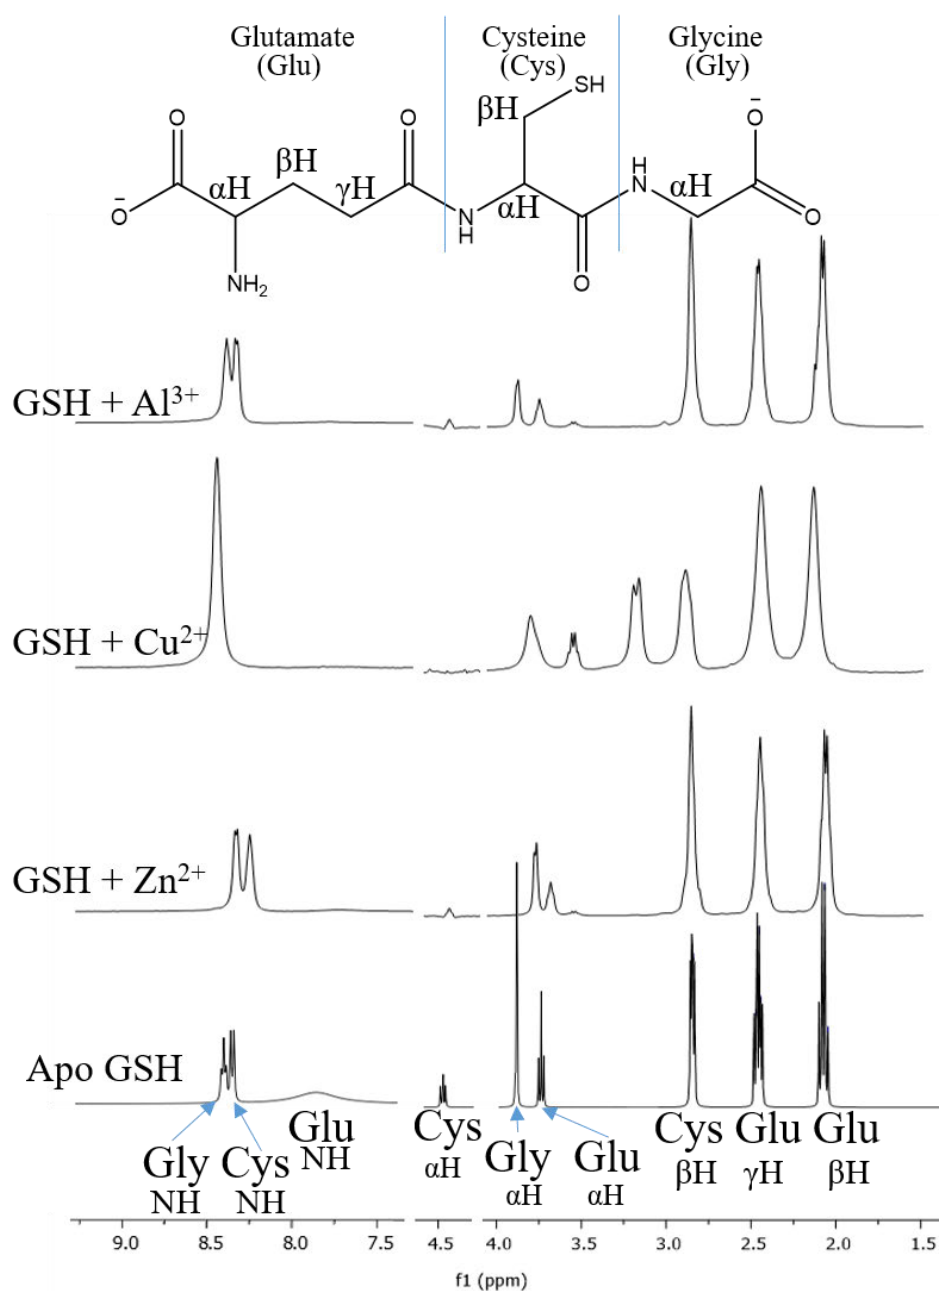 Glutamate Cysteine Glycine
(Glu) (Cys) (Gly)
SH
βH
O O O⁻
βH
αH γH H N αH
O⁻ N H αH O
NH₂ O
GSH + Al³⁺
GSH + Cu²⁺
GSH + Zn²⁺
Apo GSH
Glu NH
Cys αH
Gly NH
Cys NH
Gly αH
Glu αH
Cys βH
Glu γH
Glu βH
9.0 8.5 8.0 7.5 4.5 4.0 3.5 3.0 2.5 2.0 1.5
f1 (ppm)